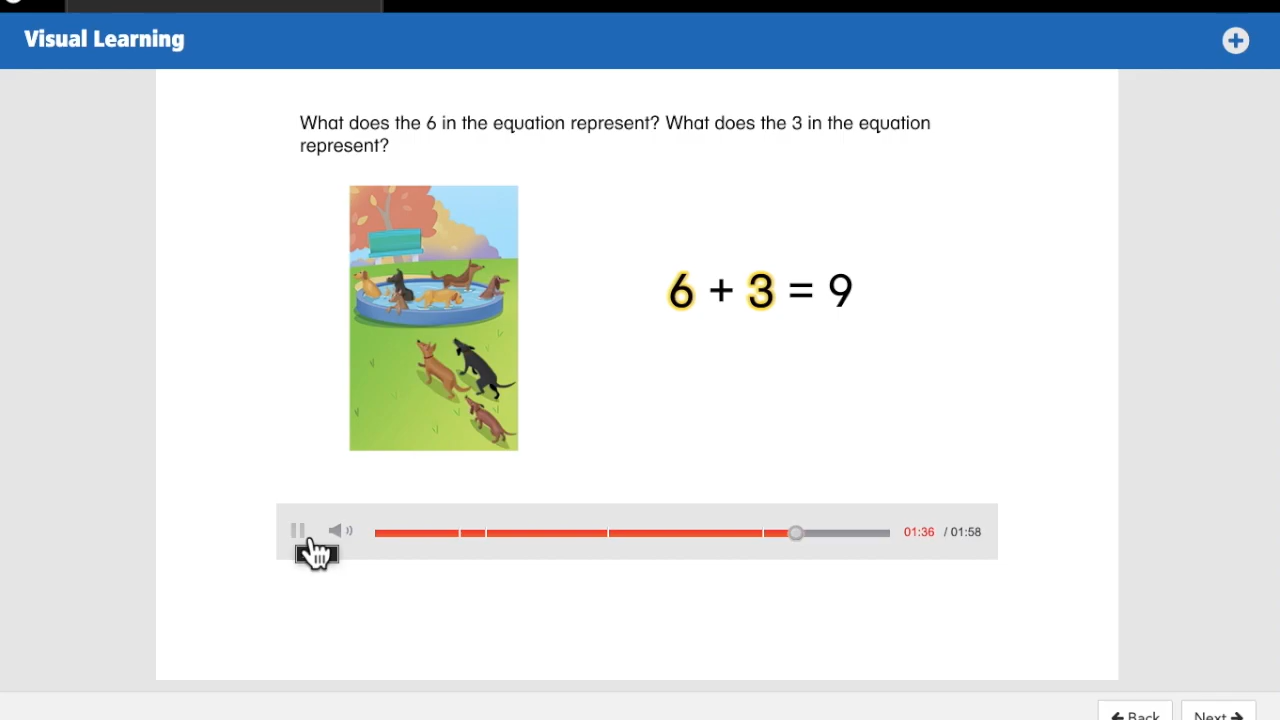 Visual Learning
What does the 6 in the equation represent? What does the 3 in the equation
represent?
6 + 3 = 9
01:36 / 01:58
Back Next